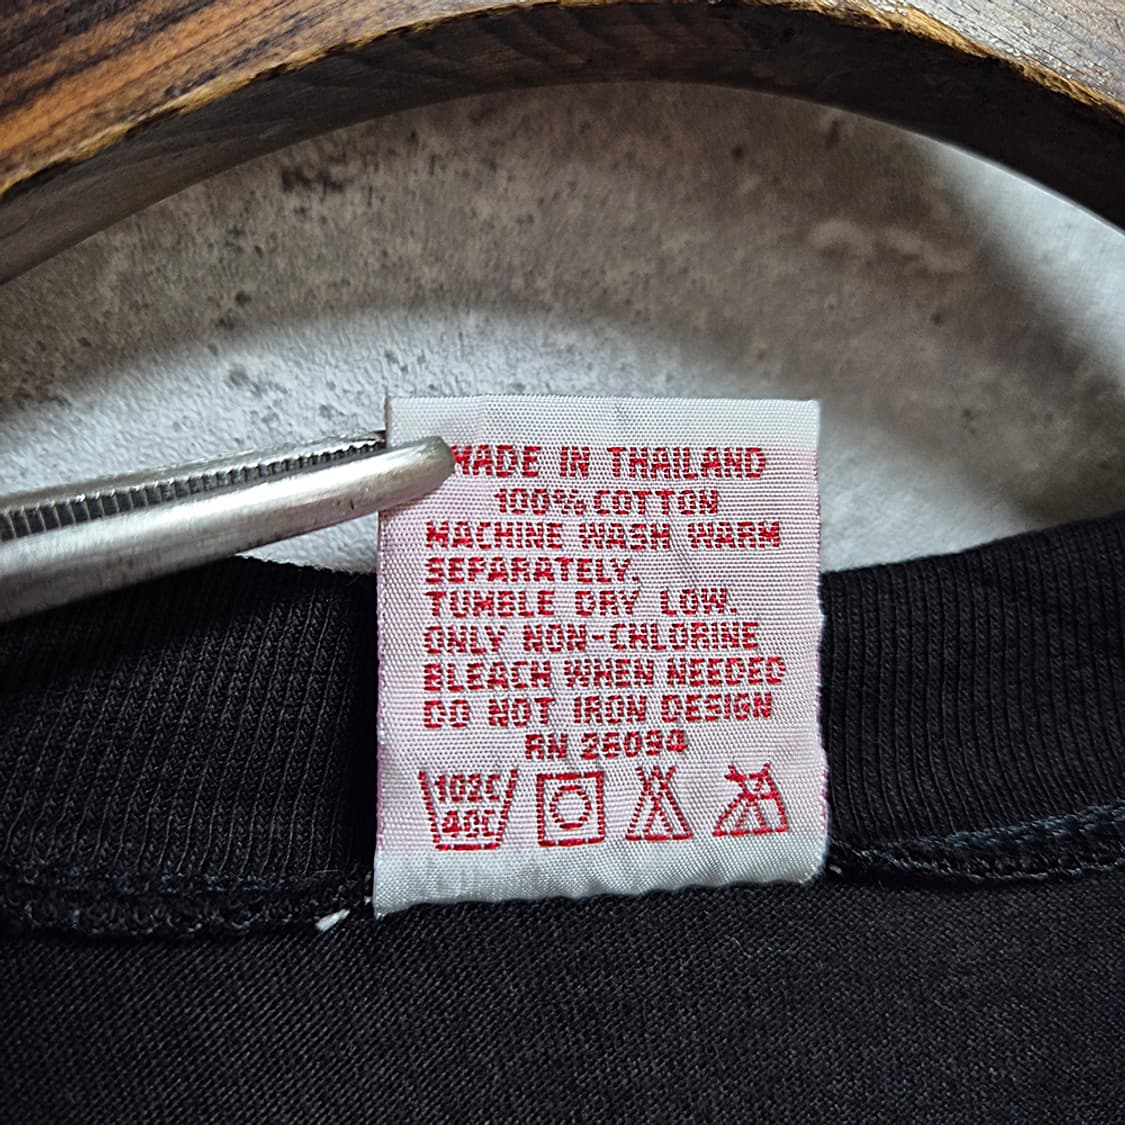 MADE IN THAILAND
100% COTTON
MACHINE WASH WARM
SEPARATELY.
TUMBLE DRY LOW.
ONLY NON-CHLORINE
BLEACH WHEN NEEDED
DO NOT IRON DESIGN
RN 26094
102C
40C